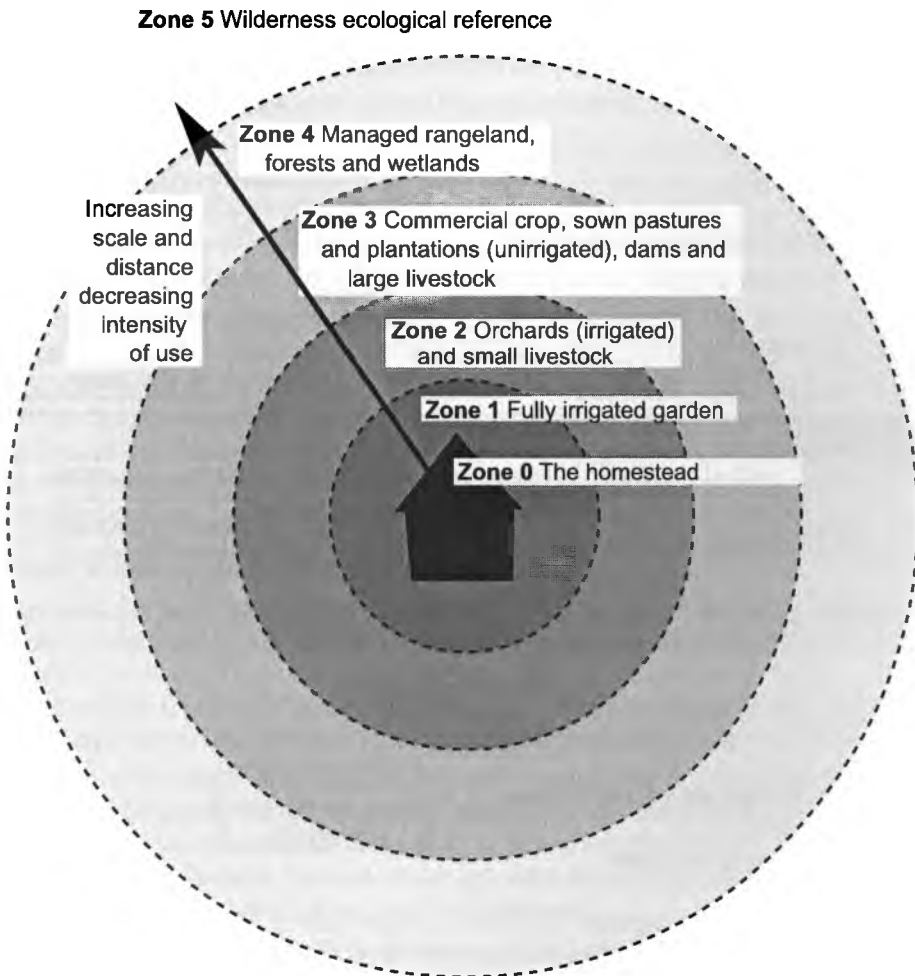 Zone 5 Wilderness ecological reference
Zone 4 Managed rangeland,
forests and wetlands
Increasing
scale and
distance
decreasing
intensity
of use
Zone 3 Commercial crop, sown pastures
and plantations (unirrigated), dams and
large livestock
Zone 2 Orchards (irrigated)
and small livestock
Zone 1 Fully irrigated garden
Zone 0 The homestead